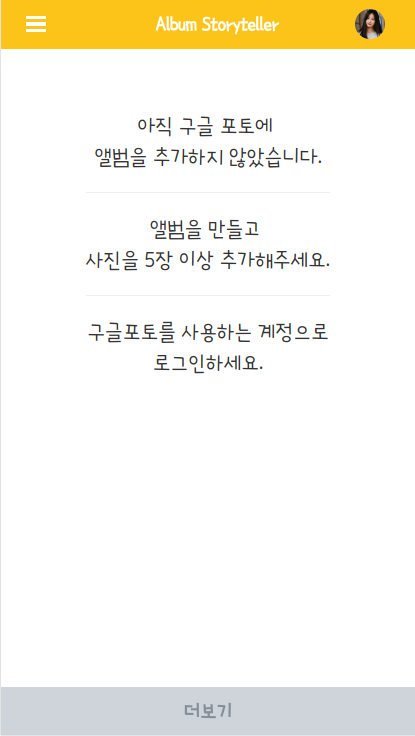 Album Storyteller
아직 구글 포토에
앨범을 추가하지 않았습니다.
앨범을 만들고
사진을 5장 이상 추가해주세요.
구글포토를 사용하는 계정으로
로그인하세요.
더보기